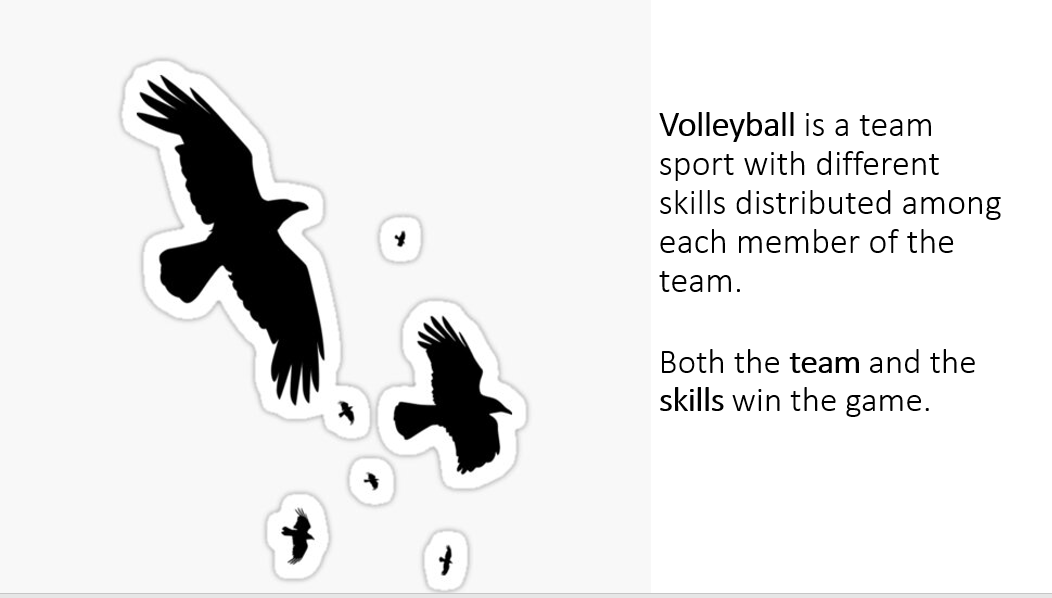 Volleyball is a team
sport with different
skills distributed among
each member of the
team.
Both the team and the
skills win the game.